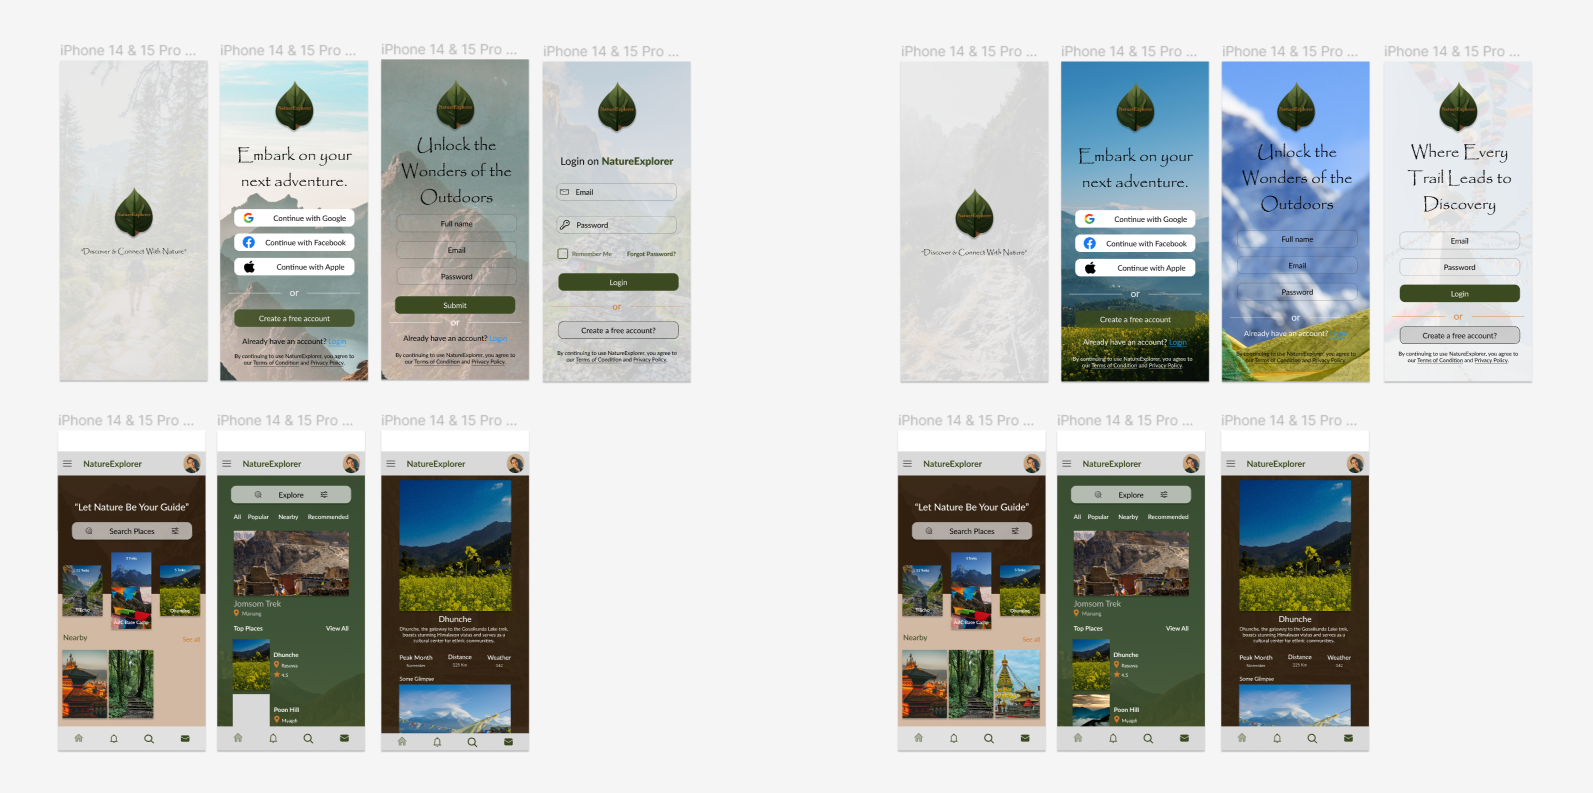 iPhone 14 & 15 Pro ...
NatureExplorer
"Discover & Connect With Nature"
iPhone 14 & 15 Pro ...
NatureExplorer
Embark on your
next adventure.
Continue with Google
Continue with Facebook
Continue with Apple
or
Create a free account
Already have an account? Login
By continuing to use NatureExplorer, you agree to
our Terms of Condition and Privacy Policy.
iPhone 14 & 15 Pro ...
NatureExplorer
Unlock the
Wonders of the
Outdoors
Full name
Email
Password
Submit
or
Already have an account? Login
By continuing to use NatureExplorer, you agree to
our Terms of Condition and Privacy Policy.
iPhone 14 & 15 Pro ...
NatureExplorer
Login on NatureExplorer
Email
Password
Remember Me Forgot Password?
Login
or
Create a free account?
By continuing to use NatureExplorer, you agree to
our Terms of Condition and Privacy Policy.
iPhone 14 & 15 Pro ...
NatureExplorer
"Discover & Connect With Nature"
iPhone 14 & 15 Pro ...
NatureExplorer
Embark on your
next adventure.
Continue with Google
Continue with Facebook
Continue with Apple
or
Create a free account
Already have an account? Login
By continuing to use NatureExplorer, you agree to
our Terms of Condition and Privacy Policy.
iPhone 14 & 15 Pro ...
NatureExplorer
Unlock the
Wonders of the
Outdoors
Full name
Email
Password
or
Already have an account? Login
By continuing to use NatureExplorer, you agree to
our Terms of Condition and Privacy Policy.
iPhone 14 & 15 Pro ...
NatureExplorer
Where Every
Trail Leads to
Discovery
Email
Password
Login
or
Create a free account?
By continuing to use NatureExplorer, you agree to
our Terms of Condition and Privacy Policy.
iPhone 14 & 15 Pro ...
NatureExplorer
"Let Nature Be Your Guide"
Search Places
ABC Base Camp
Dhunche
Nearby
See all
iPhone 14 & 15 Pro ...
NatureExplorer
Explore
All Popular Nearby Recommended
Jomsom Trek
Manang
Top Places View All
Dhunche
Rasuwa
4.5
Poon Hill
Myagdi
iPhone 14 & 15 Pro ...
NatureExplorer
Dhunche
Dhunche, the gateway to the Gosaikunda Lake trek,
boasts stunning Himalayan vistas and serves as a
cultural center for ethnic communities.
Peak Month Distance Weather
November 225 Km
Some Glimpse
iPhone 14 & 15 Pro ...
NatureExplorer
"Let Nature Be Your Guide"
Search Places
ABC Base Camp
Dhunche
Nearby
See all
iPhone 14 & 15 Pro ...
NatureExplorer
Explore
All Popular Nearby Recommended
Jomsom Trek
Manang
Top Places View All
Dhunche
Rasuwa
4.5
Poon Hill
Myagdi
iPhone 14 & 15 Pro ...
NatureExplorer
Dhunche
Dhunche, the gateway to the Gosaikunda Lake trek,
boasts stunning Himalayan vistas and serves as a
cultural center for ethnic communities.
Peak Month Distance Weather
November 225 Km
Some Glimpse